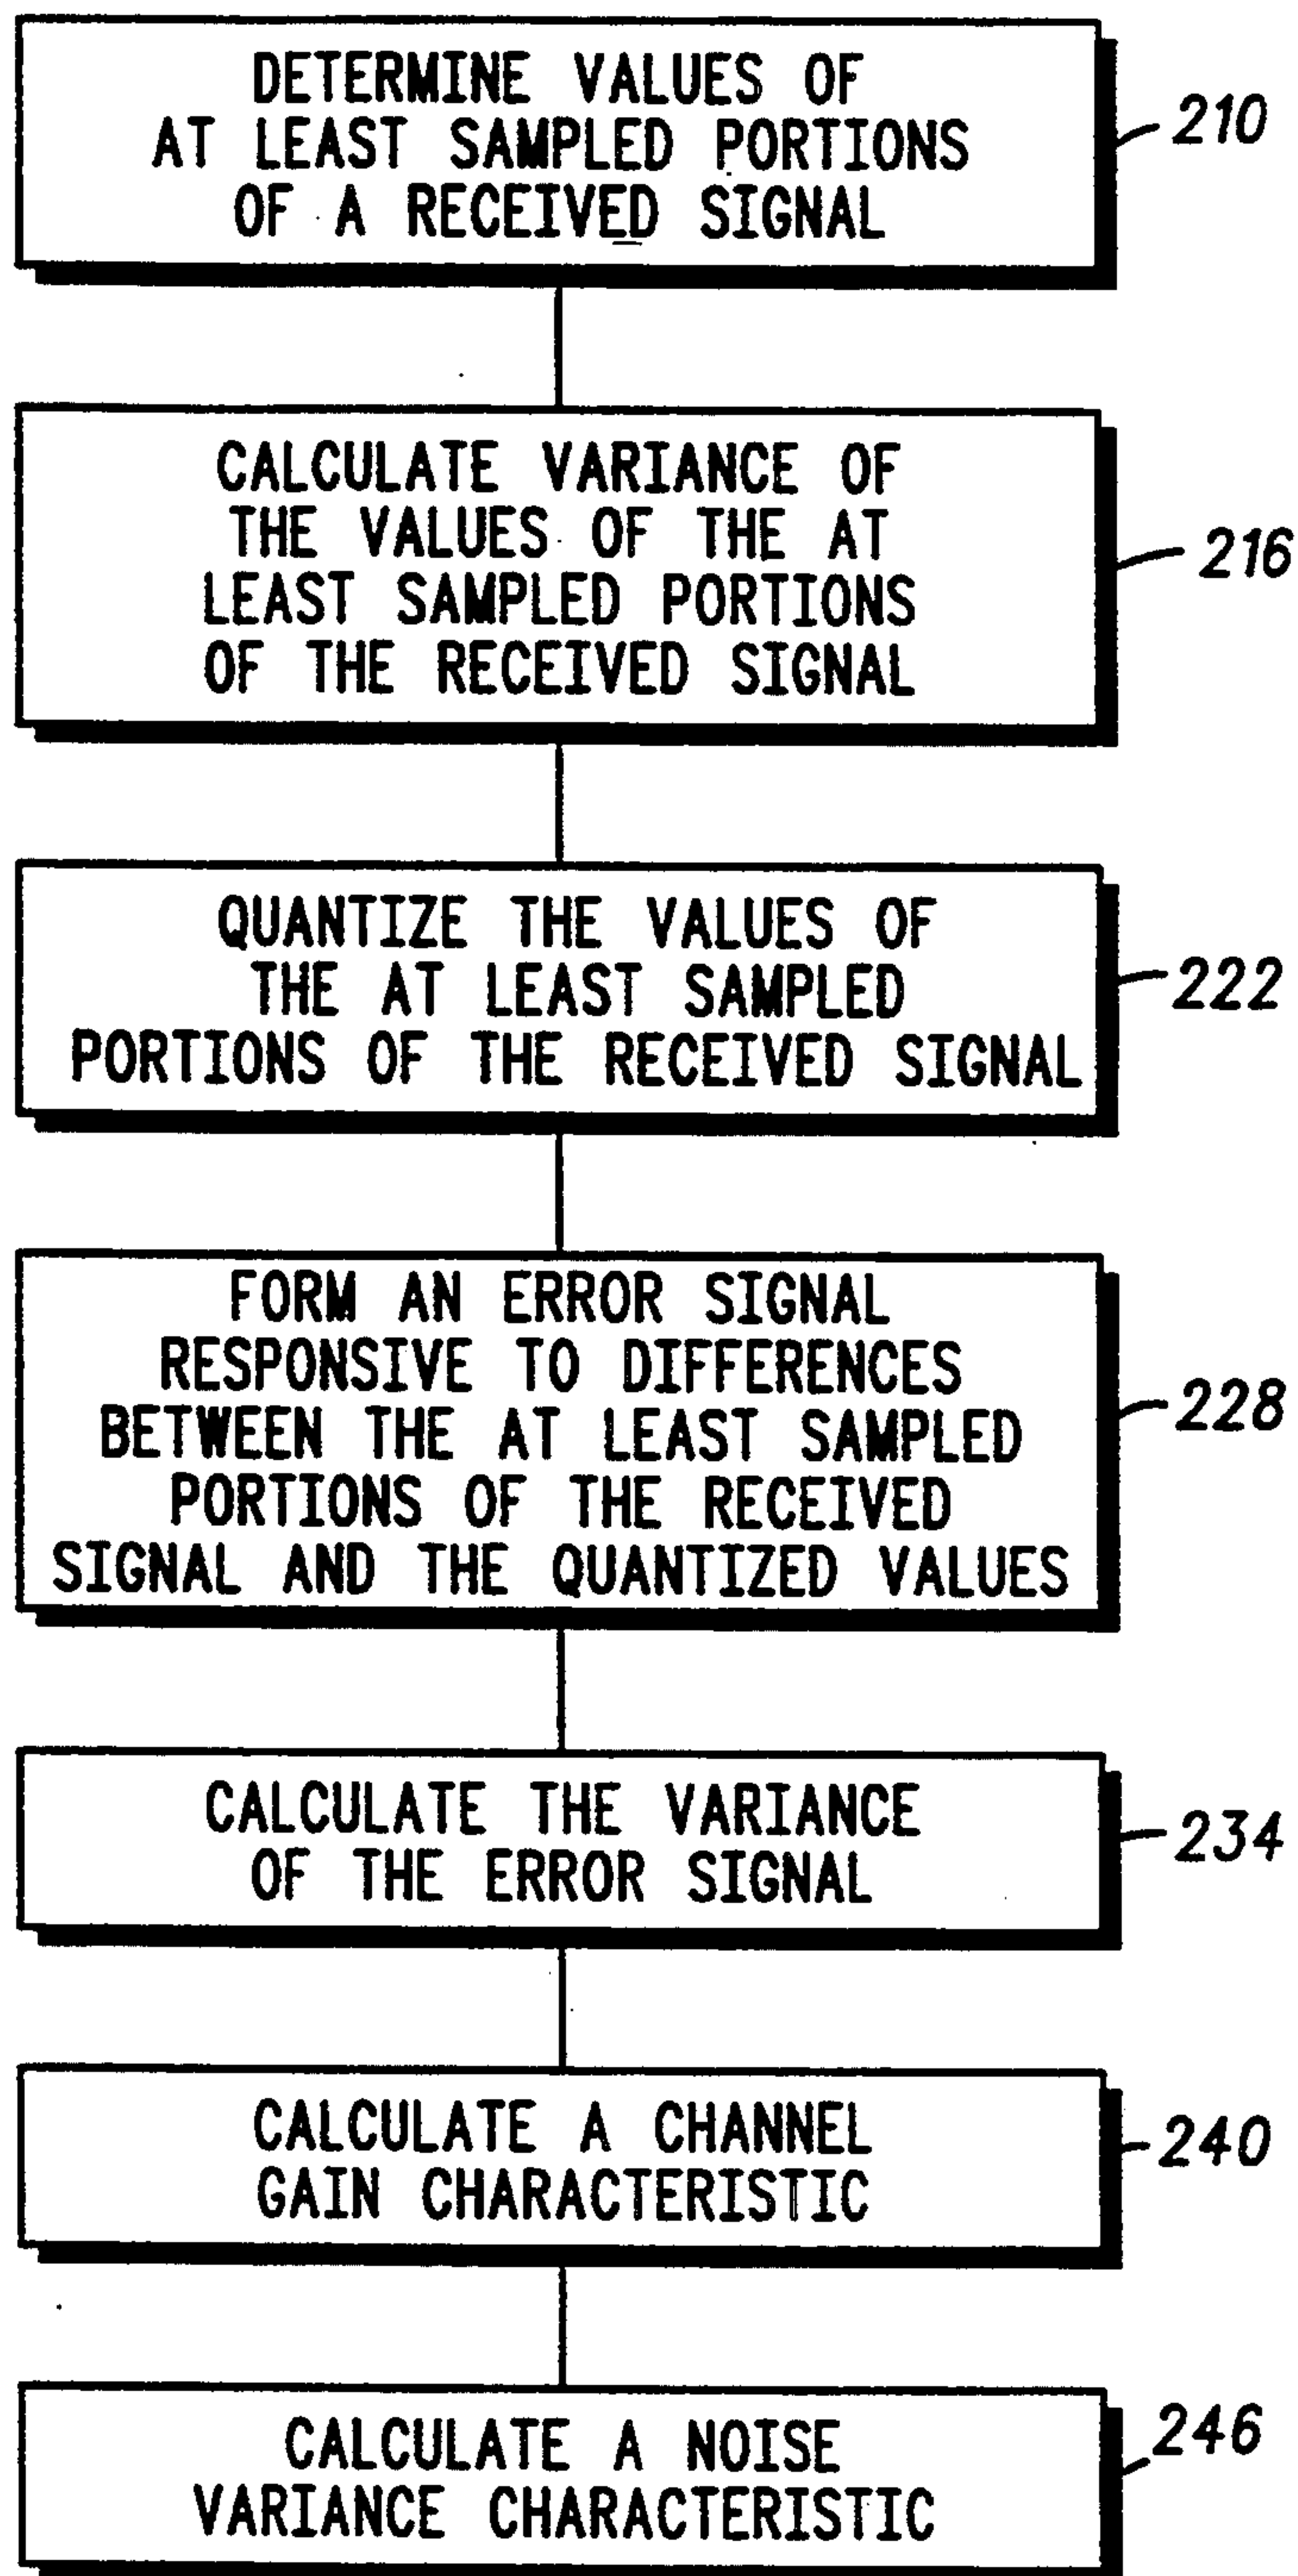 DETERMINE VALUES OF
AT LEAST SAMPLED PORTIONS
OF A RECEIVED SIGNAL
210
CALCULATE VARIANCE OF
THE VALUES OF THE AT
LEAST SAMPLED PORTIONS
OF THE RECEIVED SIGNAL
216
QUANTIZE THE VALUES OF
THE AT LEAST SAMPLED
PORTIONS OF THE RECEIVED SIGNAL
222
FORM AN ERROR SIGNAL
RESPONSIVE TO DIFFERENCES
BETWEEN THE AT LEAST SAMPLED
PORTIONS OF THE RECEIVED
SIGNAL AND THE QUANTIZED VALUES
228
CALCULATE THE VARIANCE
OF THE ERROR SIGNAL
234
CALCULATE A CHANNEL
GAIN CHARACTERISTIC
240
CALCULATE A NOISE
VARIANCE CHARACTERISTIC
246